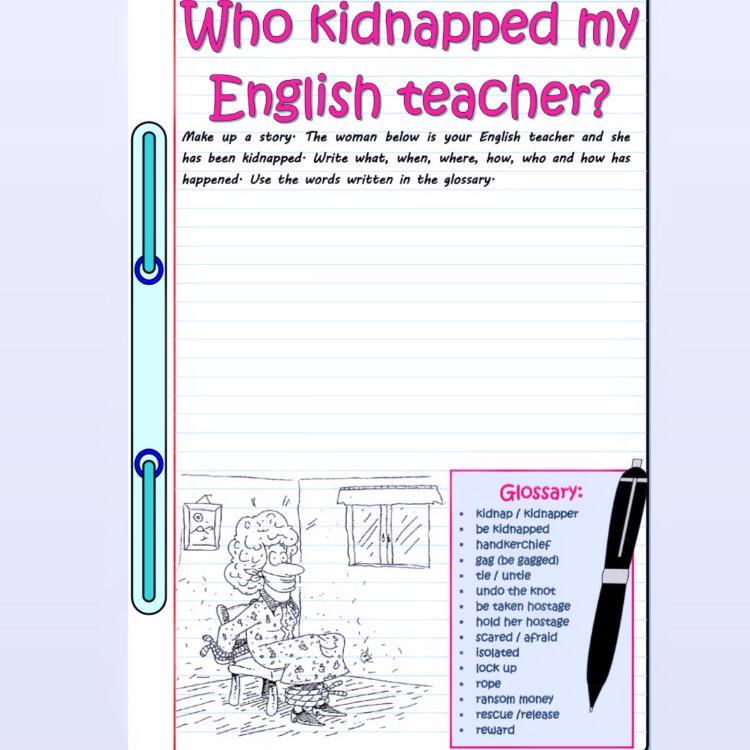 Who kidnapped my
English teacher?
Make up a story. The woman below is your English teacher and she
has been kidnapped. Write what, when, where, how, who and how has
happened. Use the words written in the glossary.
Glossary:
kidnap / kidnapper
be kidnapped
handkerchief
gag (be gagged)
tie / untie
undo the knot
be taken hostage
hold her hostage
scared / afraid
isolated
lock up
rope
ransom money
rescue /release
reward